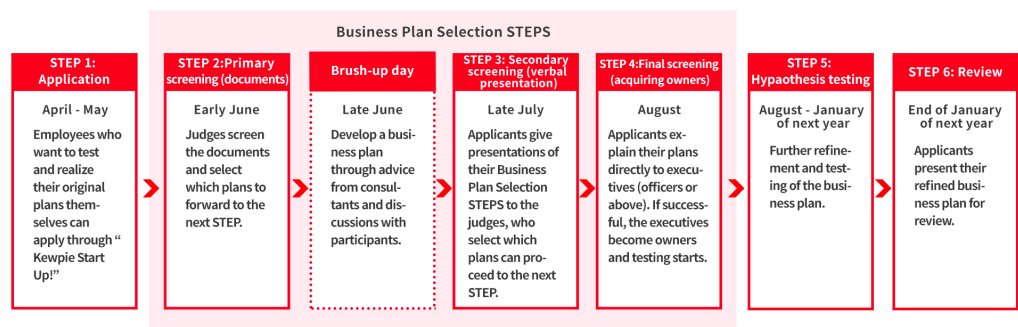 Business Plan Selection STEPS
STEP 1:
Application
April - May
Employees who
want to test
and realize
their original
plans them-
selves can
apply through “
Kewpie Start
Up!”
STEP 2:Primary
screening (documents)
Early June
Judges screen
the documents
and select
which plans to
forward to the
next STEP.
Brush-up day
Late June
Develop a busi-
ness plan
through advice
from consul-
tants and dis-
cussions with
participants.
STEP 3: Secondary
screening (verbal
presentation)
Late July
Applicants give
presentations of
their Business
Plan Selection
STEPS to the
judges, who
select which
plans can pro-
ceed to the next
STEP.
STEP 4:Final screening
(acquiring owners)
August
Applicants ex-
plain their plans
directly to execu-
tives (officers or
above). If success-
ful, the executives
become owners
and testing starts.
STEP 5:
Hypaothesis testing
August - January
of next year
Further refine-
ment and test-
ing of the busi-
ness plan.
STEP 6: Review
End of January
of next year
Applicants
present their
refined busi-
ness plan for
review.